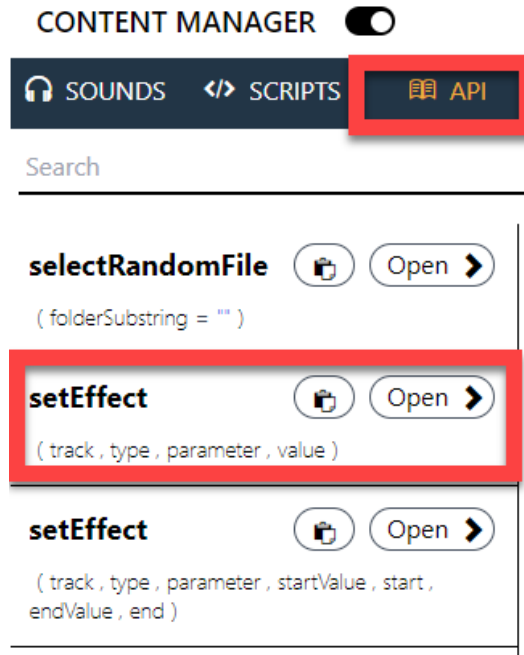 CONTENT MANAGER
SOUNDS </> SCRIPTS API
Search
selectRandomFile Open
( folderSubstring = "" )
setEffect Open
( track , type , parameter , value )
setEffect Open
( track , type , parameter , startValue , start ,
endValue , end )